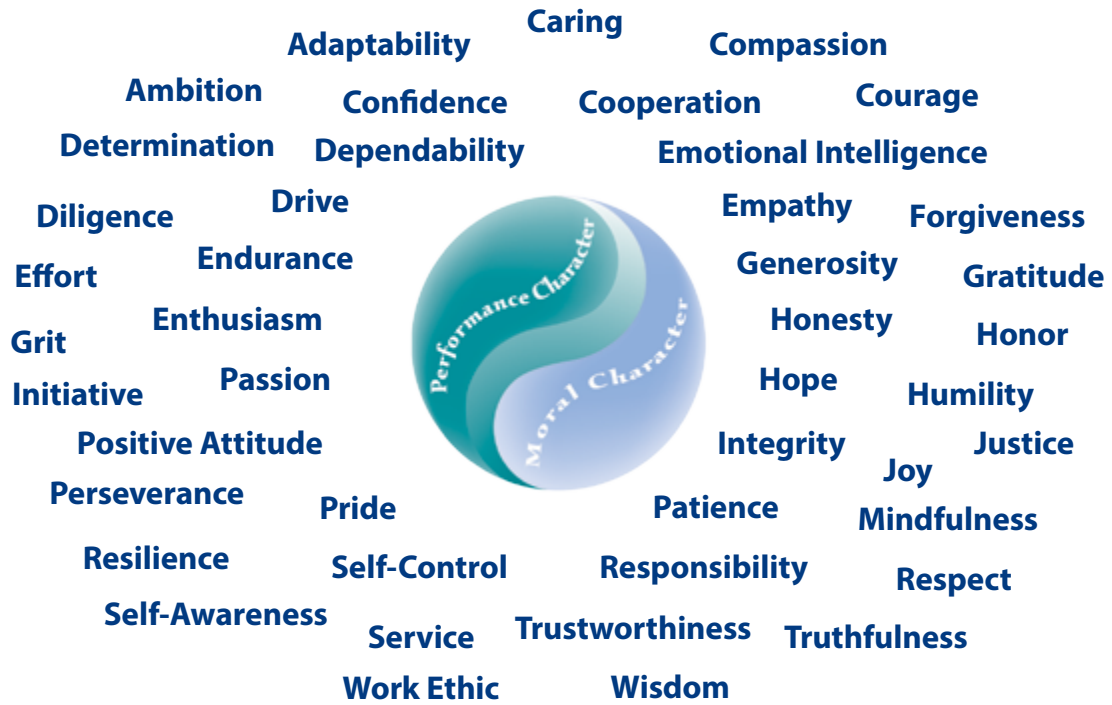 Caring
Adaptability
Compassion
Ambition
Confidence
Cooperation
Courage
Determination
Dependability
Emotional Intelligence
Drive
Empathy
Diligence
Forgiveness
Endurance
Generosity
Effort
Gratitude
Enthusiasm
Honesty
Grit
Honor
Performance Character
Moral Character
Passion
Hope
Initiative
Humility
Positive Attitude
Integrity
Justice
Joy
Perseverance
Pride
Patience
Mindfulness
Resilience
Self-Control
Responsibility
Respect
Self-Awareness
Service
Trustworthiness
Truthfulness
Work Ethic
Wisdom